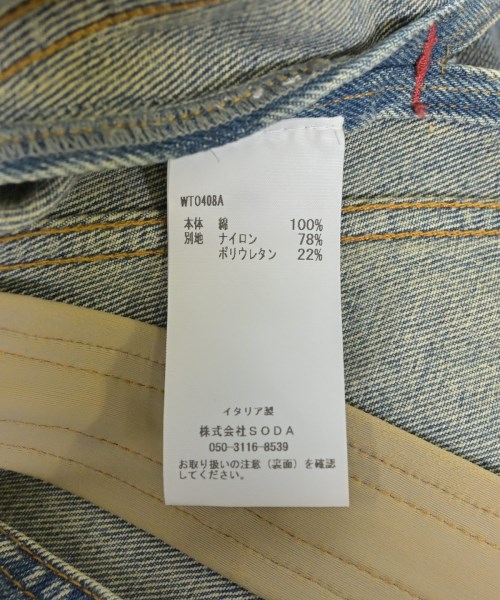 WT0408A
本体 綿 100%
別地 ナイロン 78%
ポリウレタン 22%
イタリア製
株式会社SODA
050-3116-8539
お取り扱いの注意（裏面）を確認
してください。